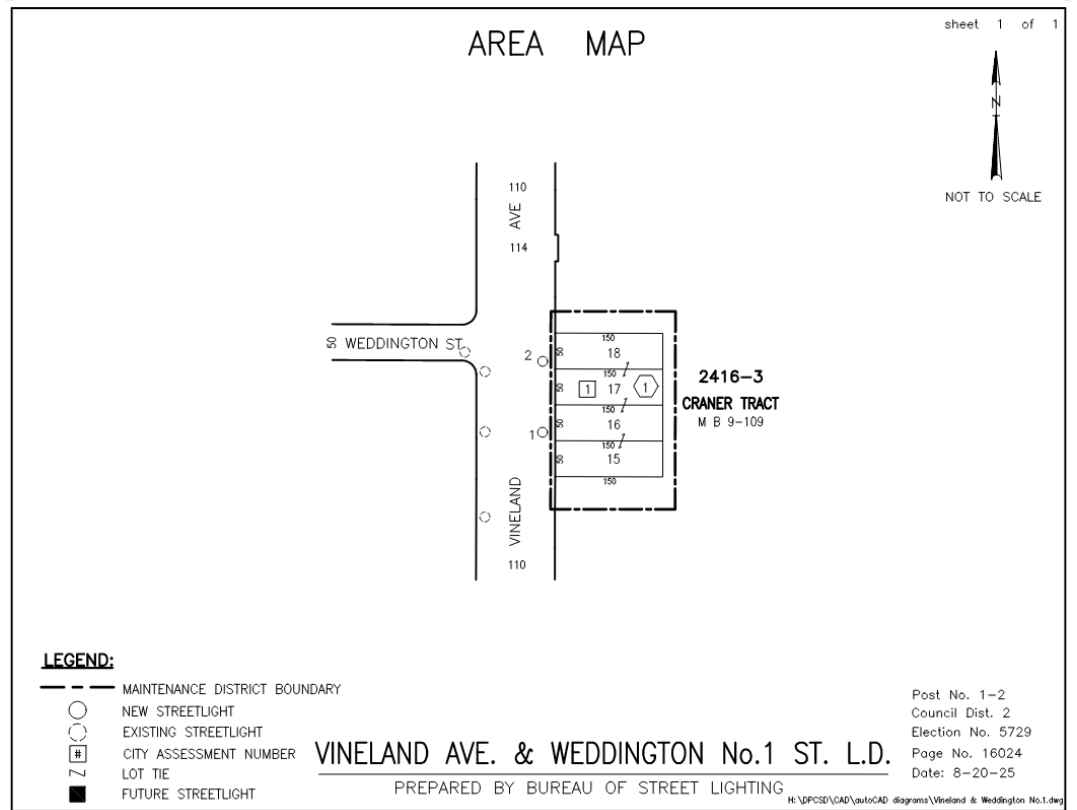 sheet 1 of 1
AREA MAP
N
NOT TO SCALE
110
AVE
114
50 WEDDINGTON ST
2
1
150
50 18
150
50 1 17 1
150
50 16
150
50 15
150
2416-3
CRANER TRACT
M B 9-109
VINELAND
110
LEGEND:
MAINTENANCE DISTRICT BOUNDARY
NEW STREETLIGHT
EXISTING STREETLIGHT
# CITY ASSESSMENT NUMBER
LOT TIE
FUTURE STREETLIGHT
VINELAND AVE. & WEDDINGTON No.1 ST. L.D.
PREPARED BY BUREAU OF STREET LIGHTING
Post No. 1-2
Council Dist. 2
Election No. 5729
Page No. 16024
Date: 8-20-25
H:\DPCSD\CAD\autoCAD diagrams\Vineland & Weddington No.1.dwg